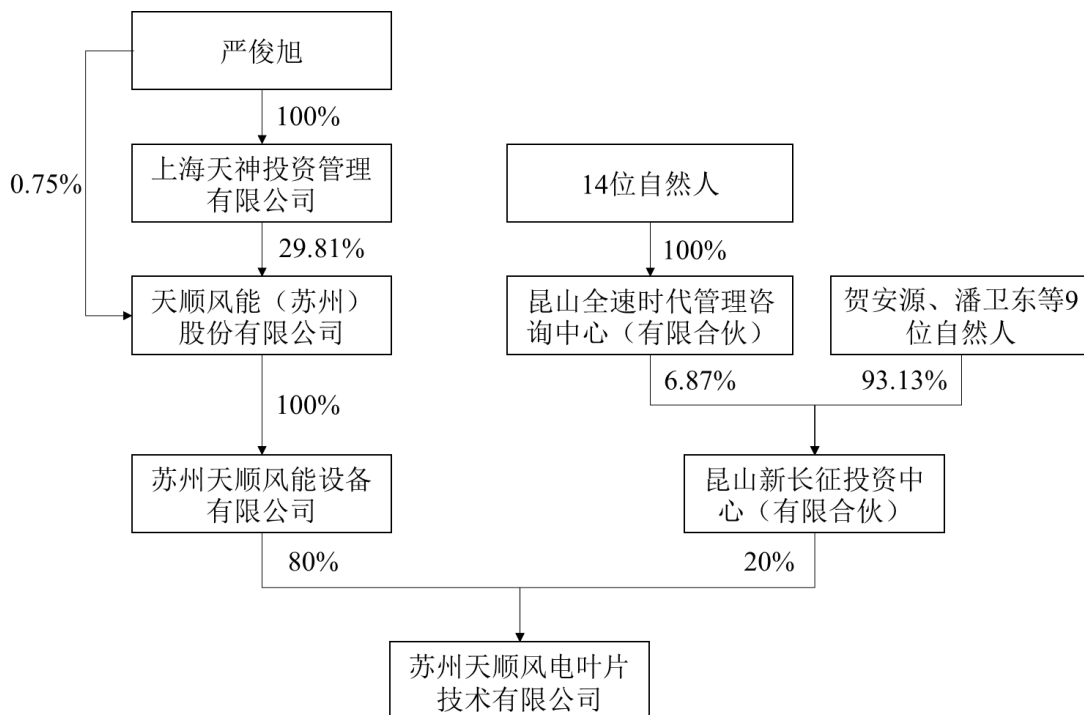 严俊旭
100%
0.75%
上海天神投资管理
有限公司
14位自然人
29.81%
100%
天顺风能（苏州）
股份有限公司
昆山全速时代管理咨
询中心（有限合伙）
贺安源、潘卫东等9
位自然人
6.87%
93.13%
100%
苏州天顺风能设备
有限公司
昆山新长征投资中
心（有限合伙）
80%
20%
苏州天顺风电叶片
技术有限公司